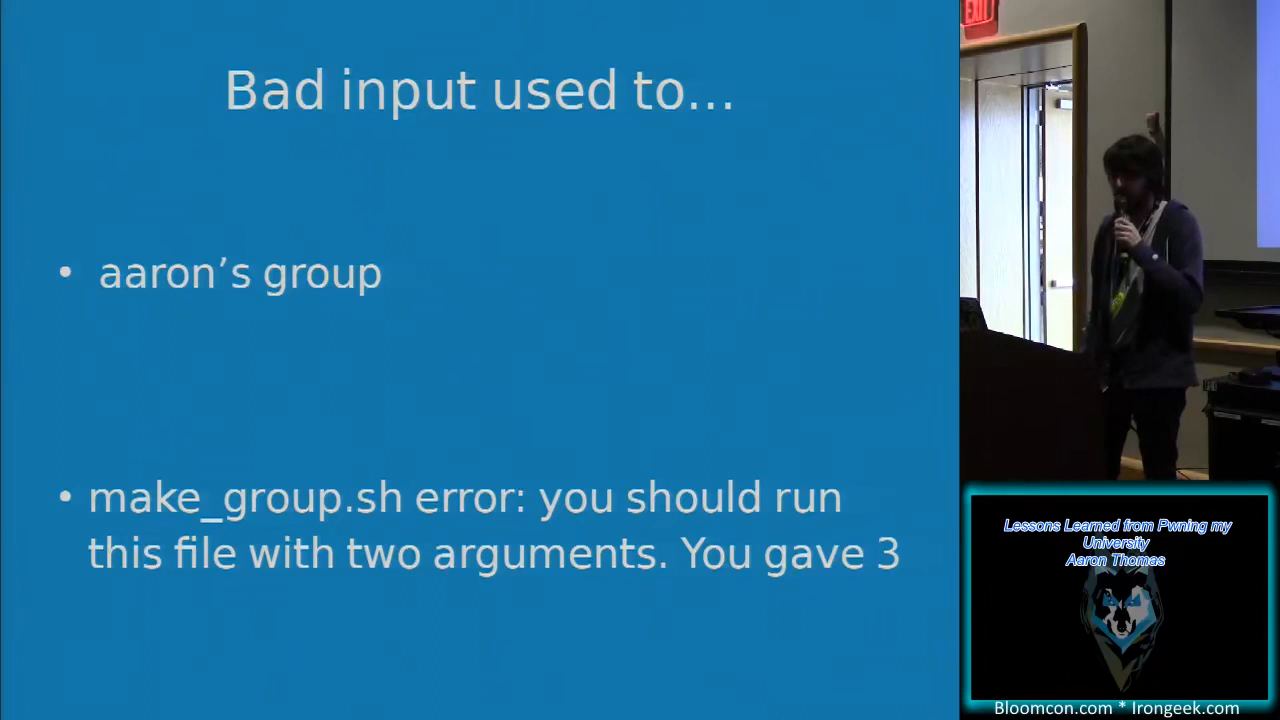 Bad input used to...
• aaron’s group
• make_group.sh error: you should run
this file with two arguments. You gave 3
EXIT
Lessons Learned from Pwning my
University
Aaron Thomas
Bloomcon.com * Irongeek.com